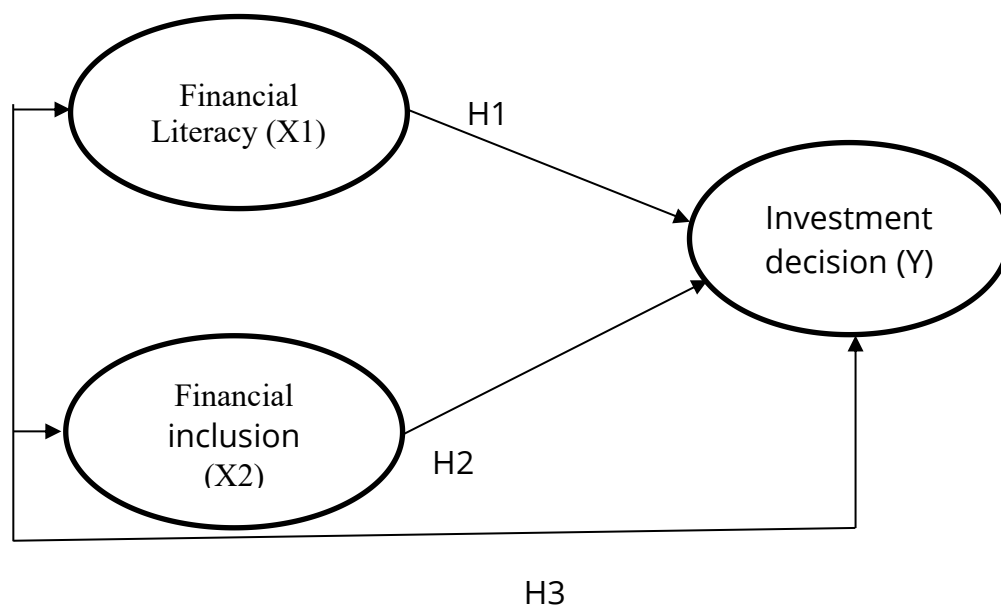 Financial
Literacy (X1)
H1
Investment
decision (Y)
Financial
inclusion
(X2)
H2
H3